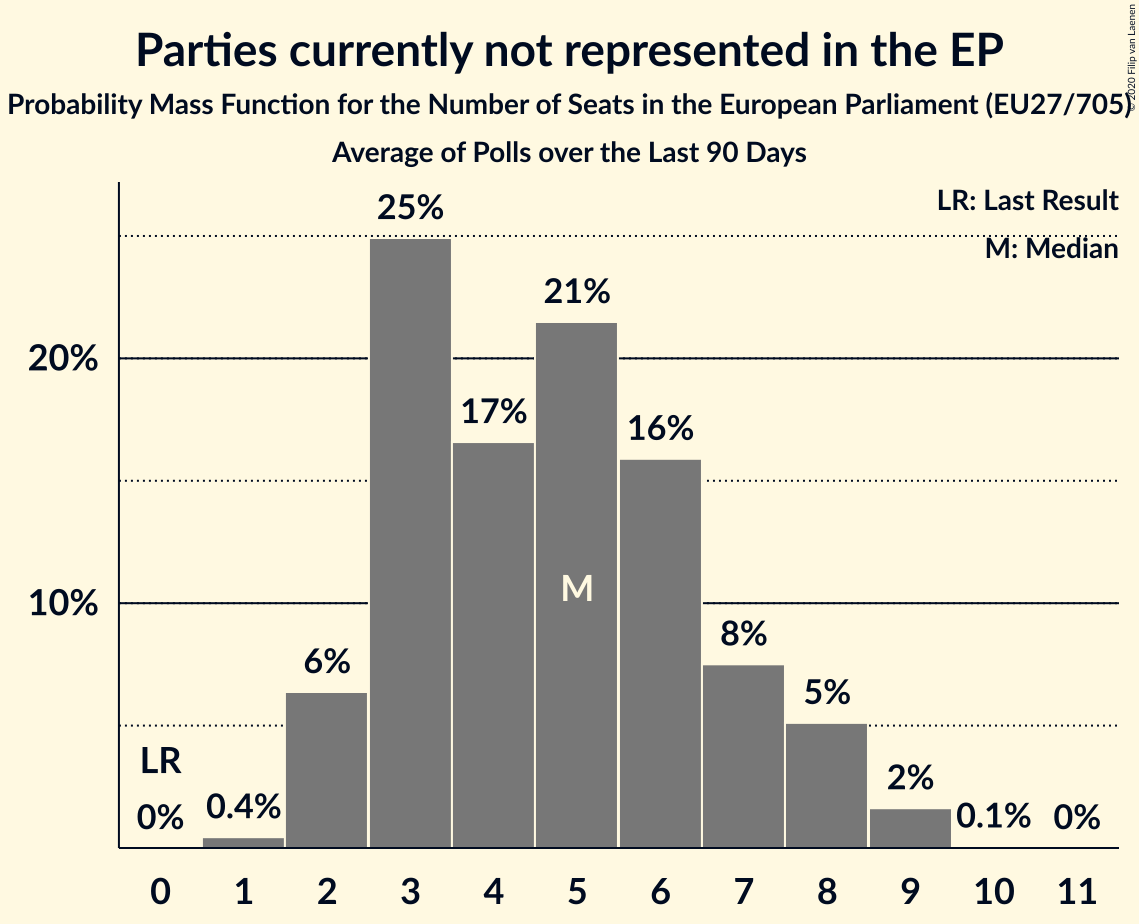 Parties currently not represented in the EP
Probability Mass Function for the Number of Seats in the European Parliament (EU27/705)
Average of Polls over the Last 90 Days
© 2020 Filip van Laenen
LR: Last Result
M: Median
25%
21%
20%
17%
16%
M
10%
8%
6%
5%
LR
2%
0% 0.4% 0.1% 0%
0 1 2 3 4 5 6 7 8 9 10 11